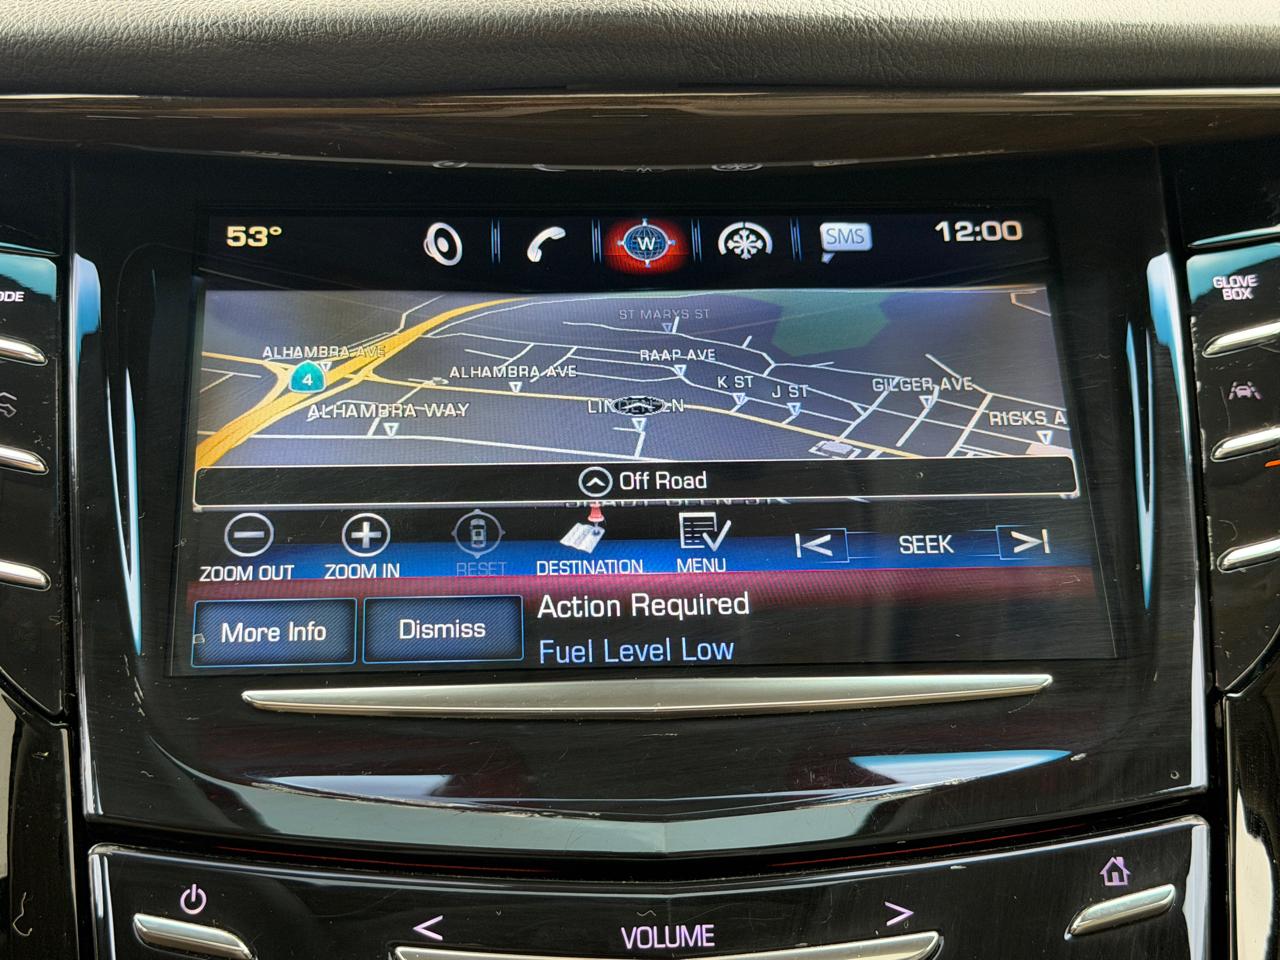 53°
W
SMS
12:00
ODE
GLOVE
BOX
ST MARYS ST
ALHAMBRA AVE
RAAP AVE
4
ALHAMBRA AVE
K ST
J ST
GILGER AVE
ALHAMBRA WAY
RICKS A
Off Road
ZOOM OUT
ZOOM IN
RESET
DESTINATION
MENU
SEEK
More Info
Dismiss
Action Required
Fuel Level Low
VOLUME